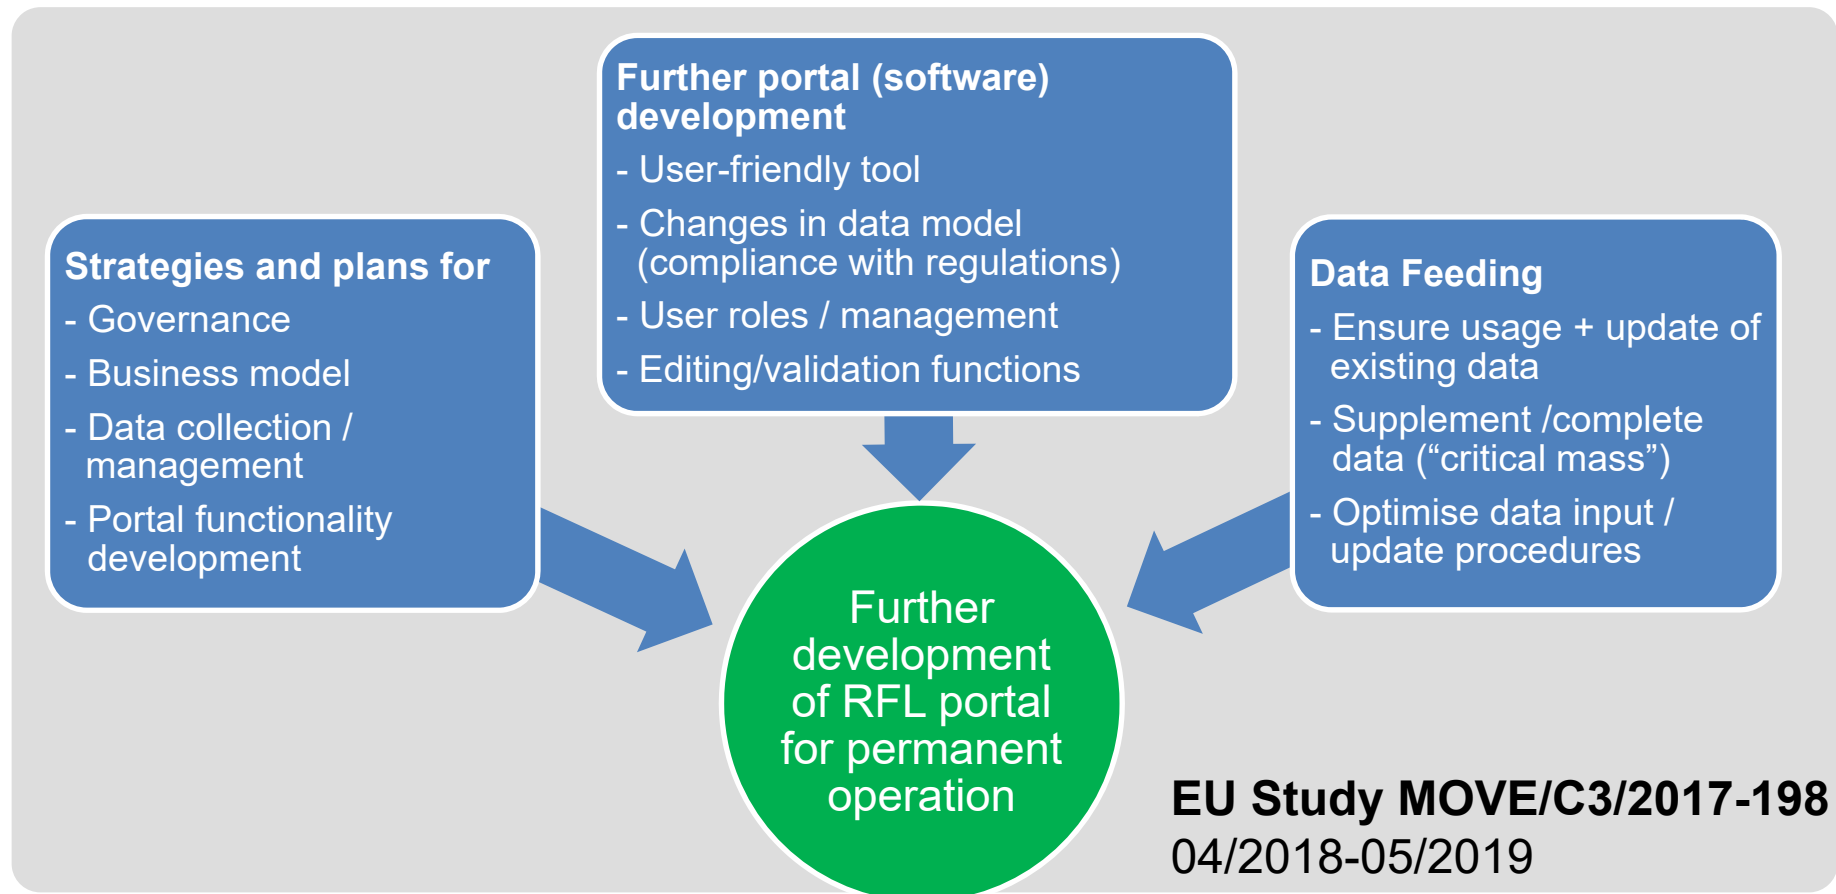 Further portal (software)
development
- User-friendly tool
- Changes in data model
(compliance with regulations)
- User roles / management
- Editing/validation functions
Strategies and plans for
- Governance
- Business model
- Data collection /
management
- Portal functionality
development
Data Feeding
- Ensure usage + update of
existing data
- Supplement /complete
data (“critical mass”)
- Optimise data input /
update procedures
Further
development
of RFL portal
for permanent
operation
EU Study MOVE/C3/2017-198
04/2018-05/2019